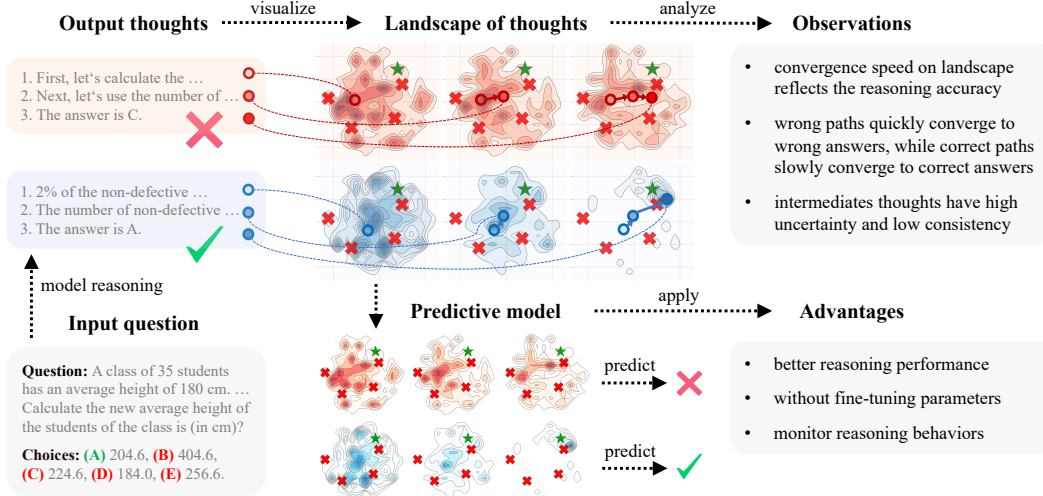 Output thoughts
visualize
Landscape of thoughts
analyze
Observations
1. First, let‘s calculate the …
2. Next, let‘s use the number of …
3. The answer is C.
1. 2% of the non-defective …
2. The number of non-defective …
3. The answer is A.
• convergence speed on landscape
reflects the reasoning accuracy
• wrong paths quickly converge to
wrong answers, while correct paths
slowly converge to correct answers
• intermediates thoughts have high
uncertainty and low consistency
model reasoning
Input question
Question: A class of 35 students
has an average height of 180 cm. …
Calculate the new average height of
the students of the class is (in cm)?
Choices: (A) 204.6, (B) 404.6,
(C) 224.6, (D) 184.0, (E) 256.6.
Predictive model
apply
Advantages
predict
predict
• better reasoning performance
• without fine-tuning parameters
• monitor reasoning behaviors